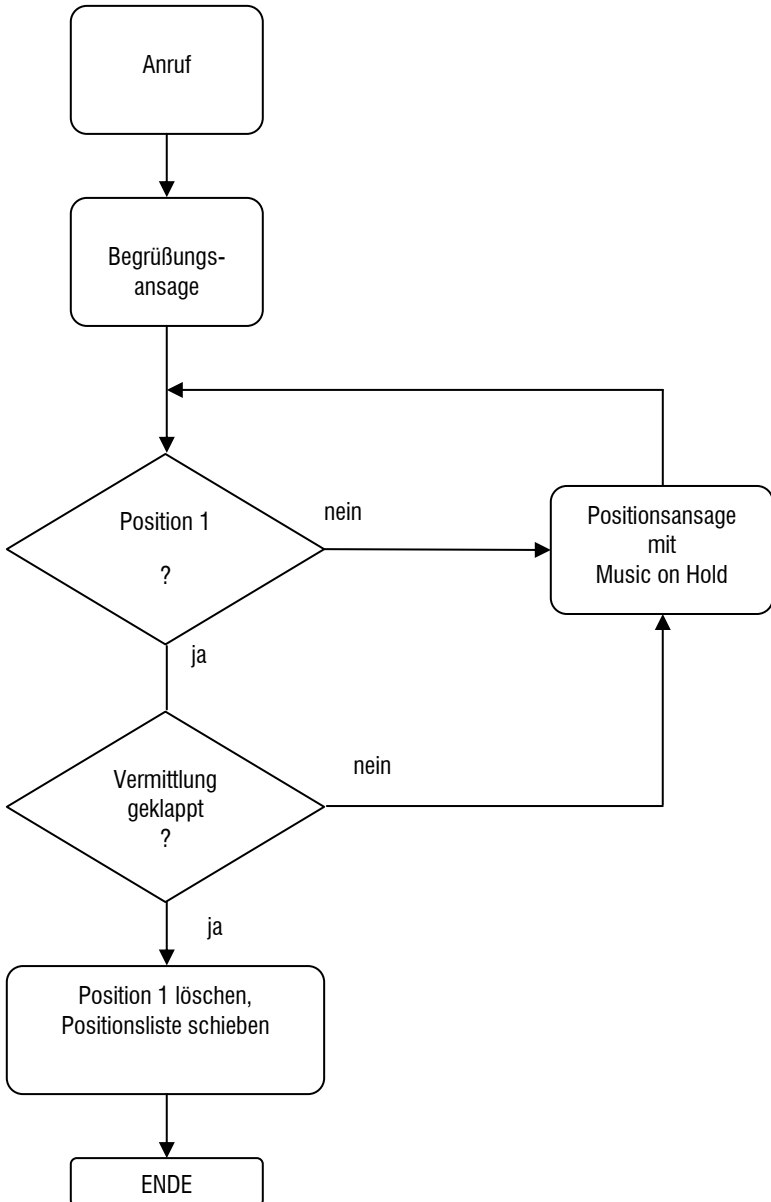 Anruf
Begrüßungs-
ansage
Position 1
?
nein
Positionsansage
mit
Music on Hold
ja
Vermittlung
geklappt
?
nein
ja
Position 1 löschen,
Positionsliste schieben
ENDE